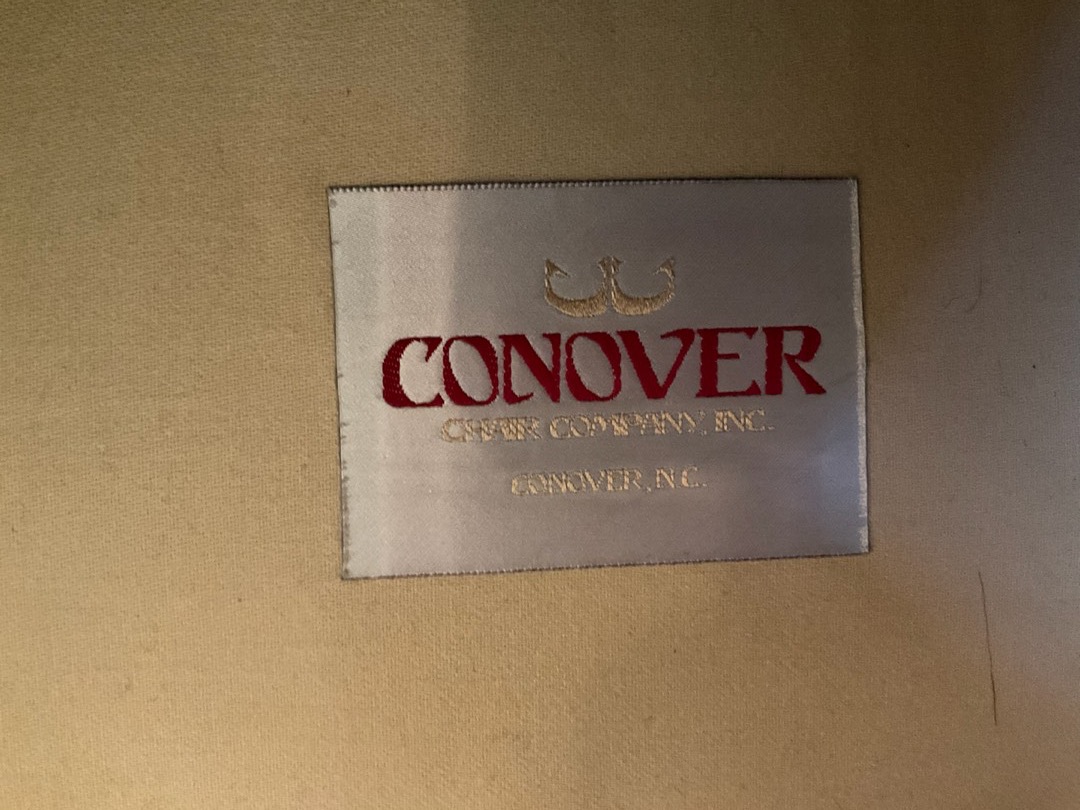 CONOVER
CHAIR COMPANY, INC.
CONOVER, N.C.